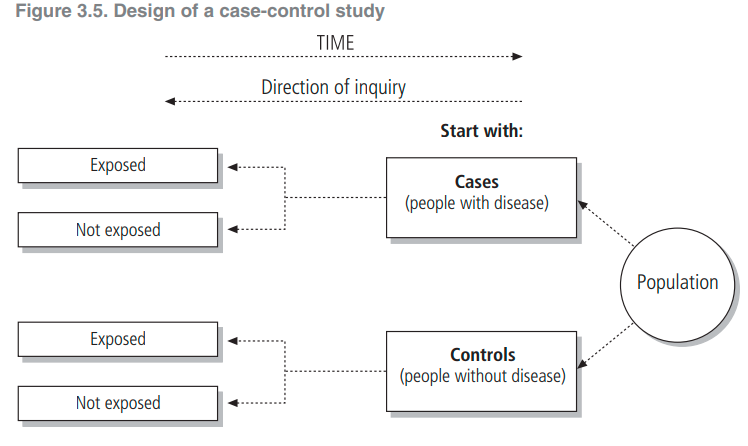 Figure 3.5. Design of a case-control study
TIME
Direction of inquiry
Start with:
Exposed
Cases
(people with disease)
Not exposed
Population
Exposed
Controls
(people without disease)
Not exposed